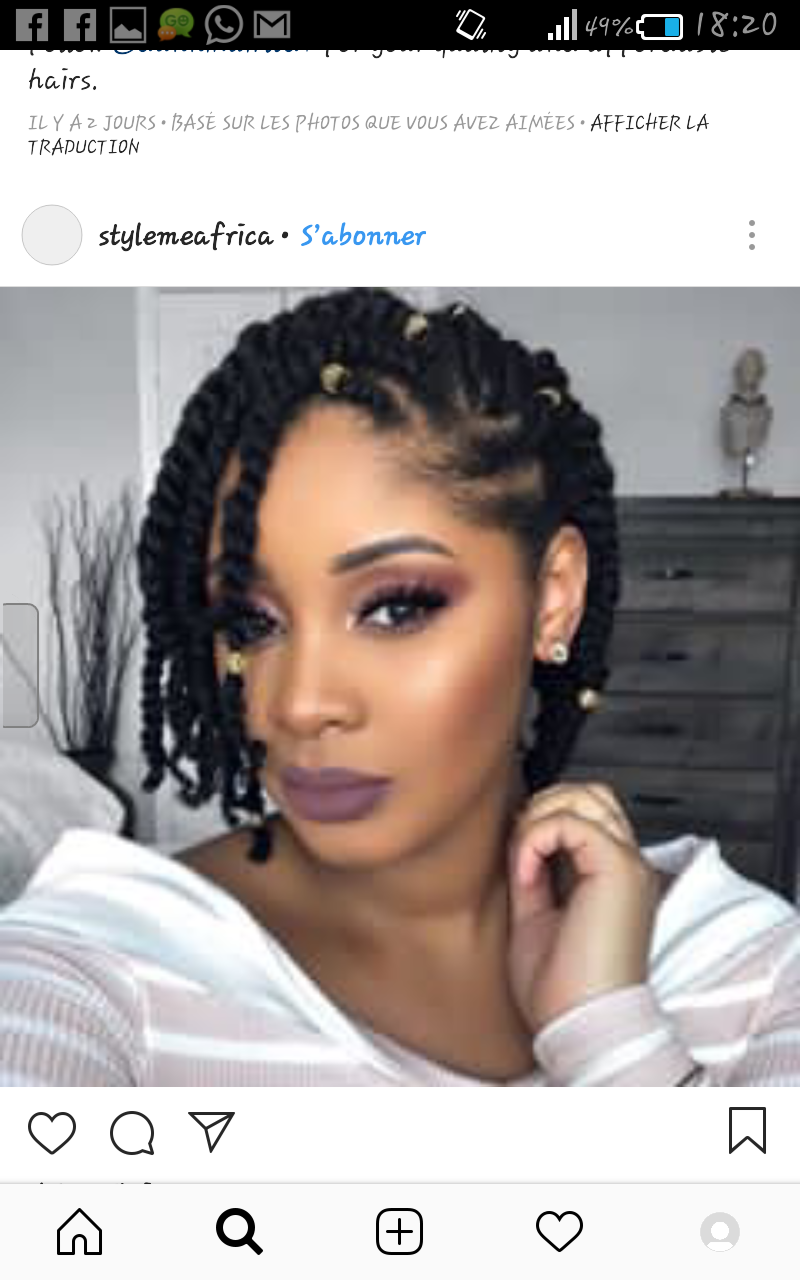 49% 18:20
for your quality and affordable
hairs.
IL Y A 2 JOURS • BASÉ SUR LES PHOTOS QUE VOUS AVEZ AIMÉES • AFFICHER LA
TRADUCTION
stylemeafrica • S'abonner